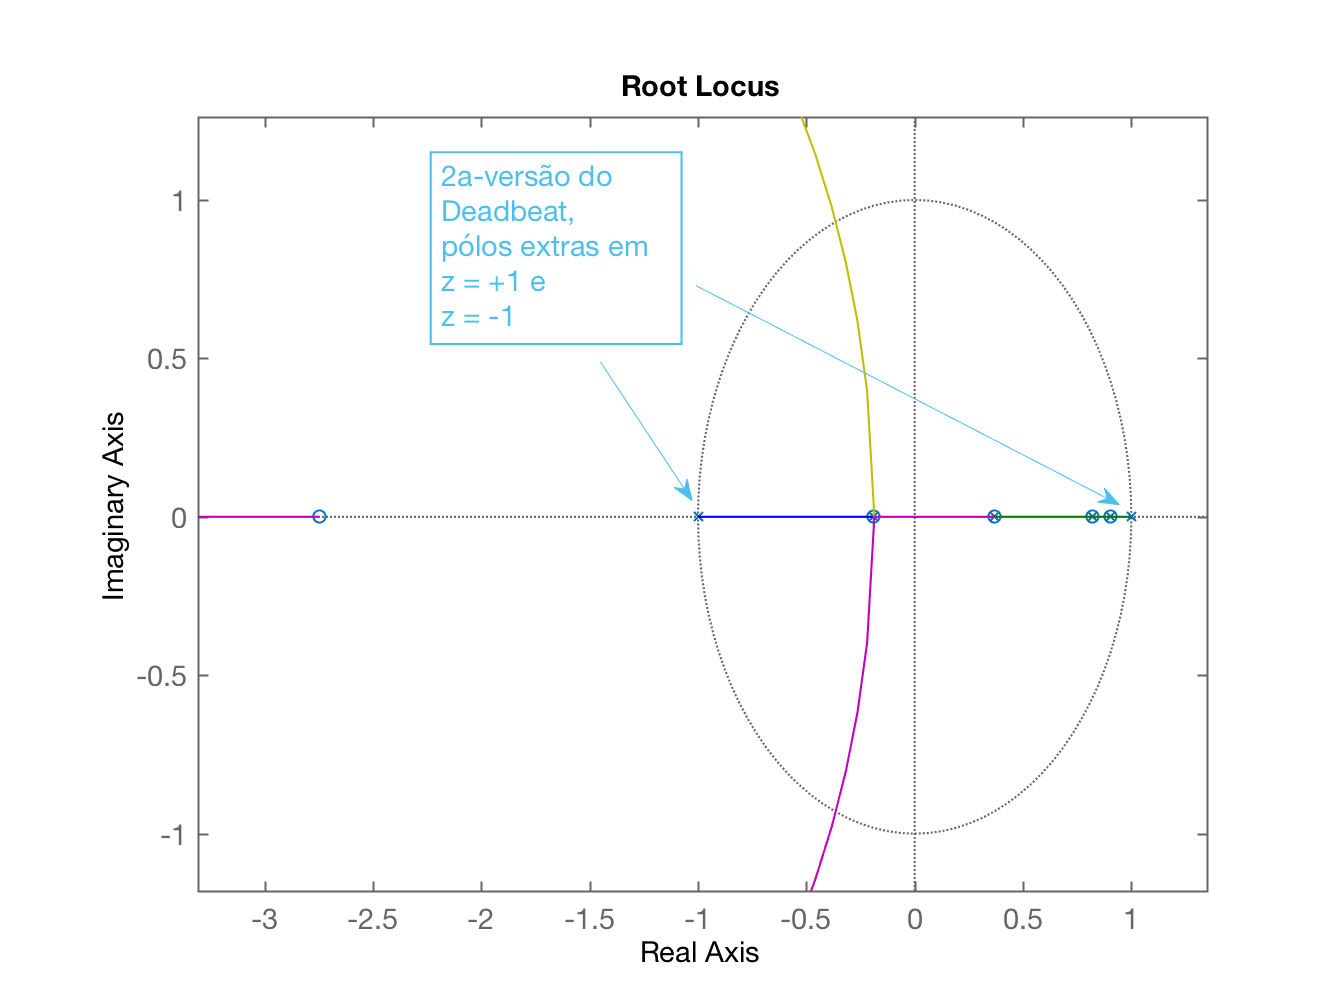 Root Locus
2a-versão do
Deadbeat,
pólos extras em
z = +1 e
z = -1
Imaginary Axis
1
0.5
0
-0.5
-1
-3
-2.5
-2
-1.5
-1
-0.5
0
0.5
1
Real Axis